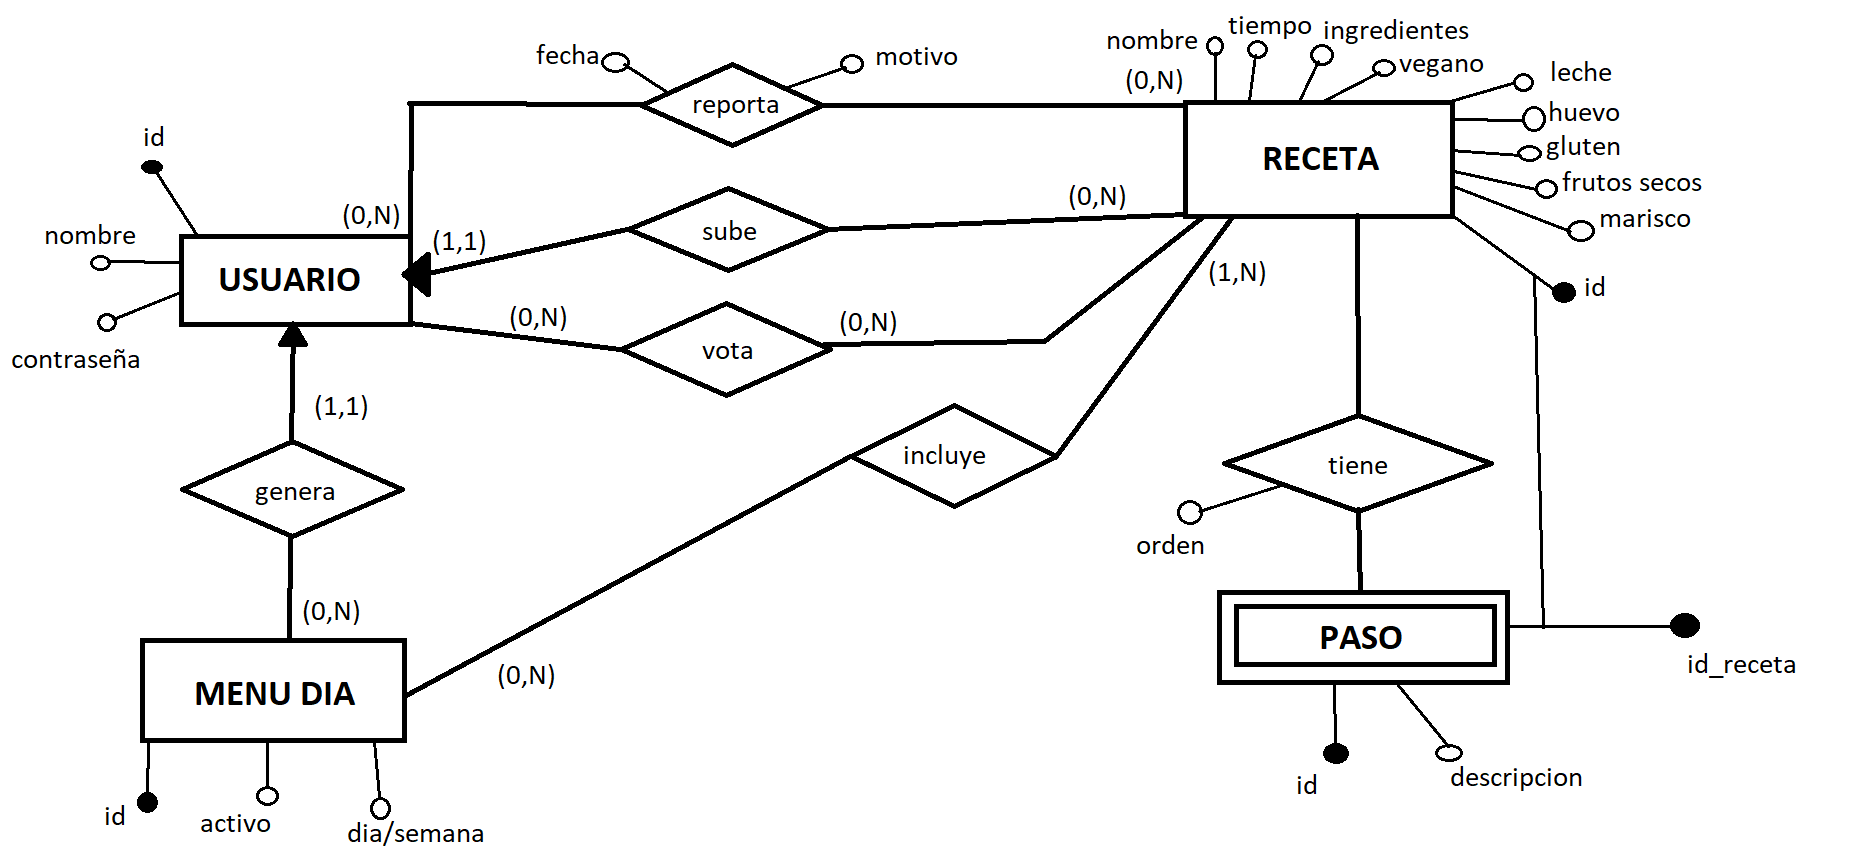 fecha
motivo
reporta
nombre
tiempo
ingredientes
vegano
leche
huevo
gluten
frutos secos
marisco
id
(0,N)
RECETA
id
nombre
contraseña
USUARIO
(0,N)
(1,1)
sube
(0,N)
(0,N)
vota
(0,N)
(1,N)
(1,1)
genera
(0,N)
incluye
(0,N)
tiene
orden
MENU DIA
id
activo
dia/semana
PASO
id_receta
id
descripcion